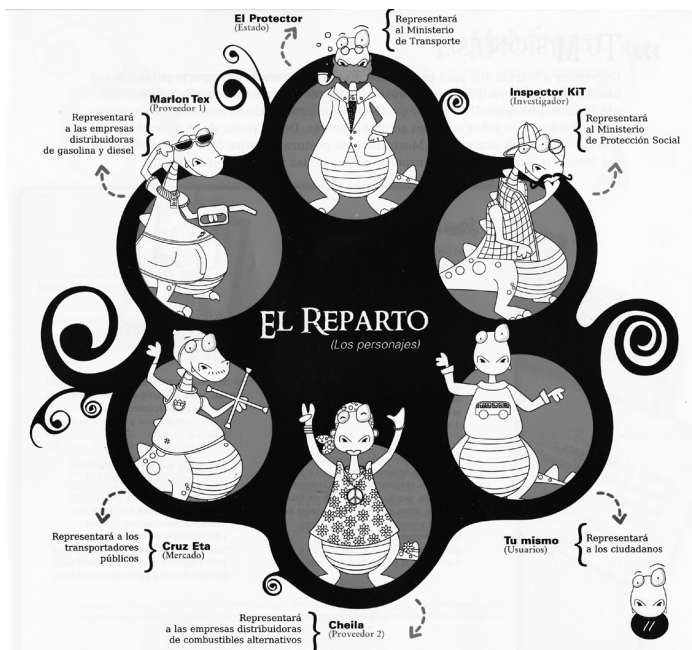 El Protector
(Estado)
Representará
al Ministerio
de Transporte
Marlon Tex
(Proveedor 1)
Representará
a las empresas
distribuidoras
de gasolina y diesel
Inspector KiT
(Investigador)
Representará
al Ministerio
de Protección Social
EL REPARTO
(Los personajes)
Representará a los
transportadores
públicos
Cruz Eta
(Mercado)
Tu mismo
(Usuarios)
Representará
a los ciudadanos
Representará
a las empresas distribuidoras
de combustibles alternativos
Cheila
(Proveedor 2)